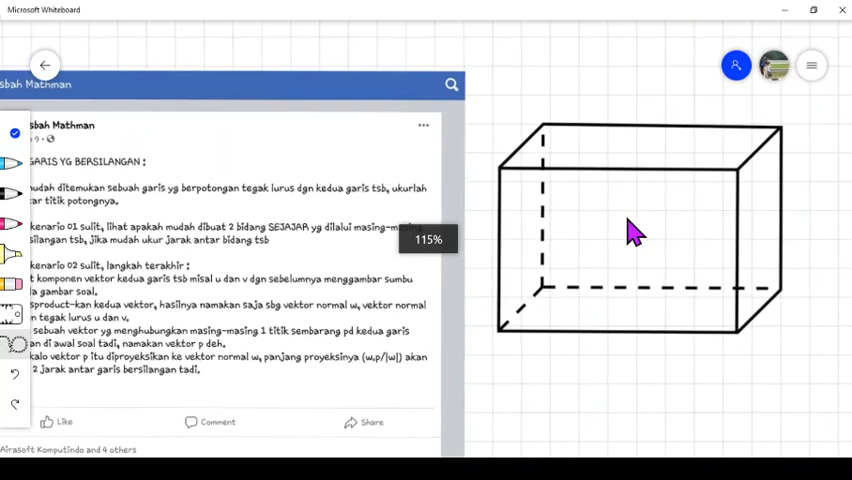 Microsoft Whiteboard
sbah Mathman
sbah Mathman
9 •
GARIS YG BERSILANGAN :
mudah ditemukan sebuah garis yg berpotongan tegak lurus dgn kedua garis tsb, ukurlah
ar titik potongnya.
kenario 01 sulit, lihat apakah mudah dibuat 2 bidang SEJAJAR yg dilalui masing-masing
silangan tsb, jika mudah ukur jarak antar bidang tsb
115%
kenario 02 sulit, langkah terakhir :
t komponen vektor kedua garis tsb misal u dan v dgn sebelumnya menggambar sumbu
a gambar soal.
sproduct-kan kedua vektor, hasilnya namakan saja sbg vektor normal w, vektor normal
n tegak lurus u dan v.
sebuah vektor yg menghubungkan masing-masing 1 titik sembarang pd kedua garis
an di awal soal tadi, namakan vektor p deh.
kalo vektor p itu diproyeksikan ke vektor normal w, panjang proyeksinya (w.p/|w|) akan
2 jarak antar garis bersilangan tadi.
Like
Comment
Share
Airasoft Komputindo and 4 others